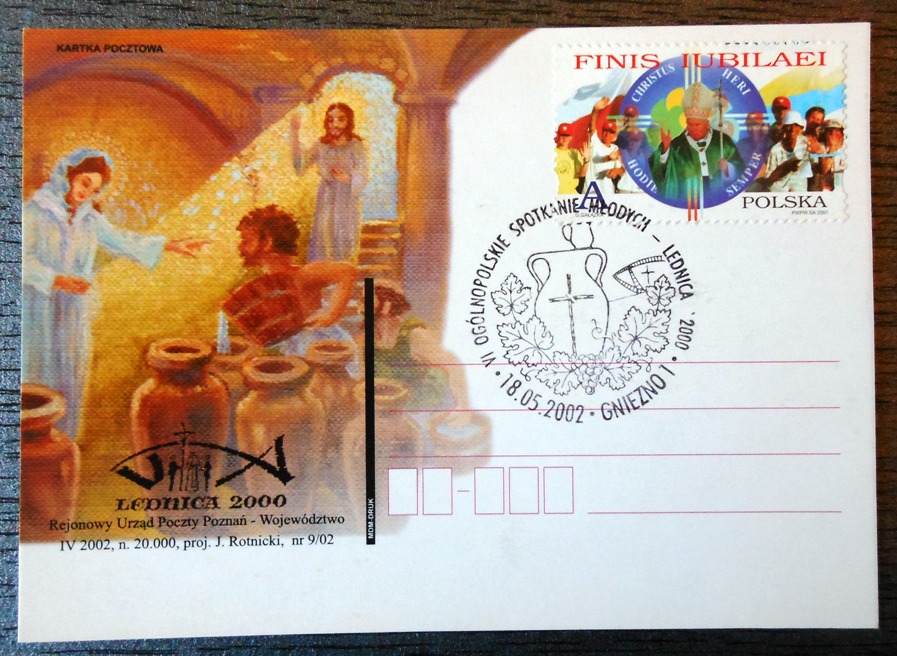 KARTKA POCZTOWA
FINIS IUBILAEI
CHRISTUS HERI
HODIE SEMPER
A
G.GAŁĄZKA
POLSKA
PWPW SA 2001
VI OGÓLNOPOLSKIE SPOTKANIE MŁODYCH – LEDNICA '2000
• 18.05.2002 • GNIEZNO 1 •
LEDNICA 2000
Rejonowy Urząd Poczty Poznań - Województwo
IV 2002, n. 20.000, proj. J. Rotnicki, nr 9/02
MDM-DRUK